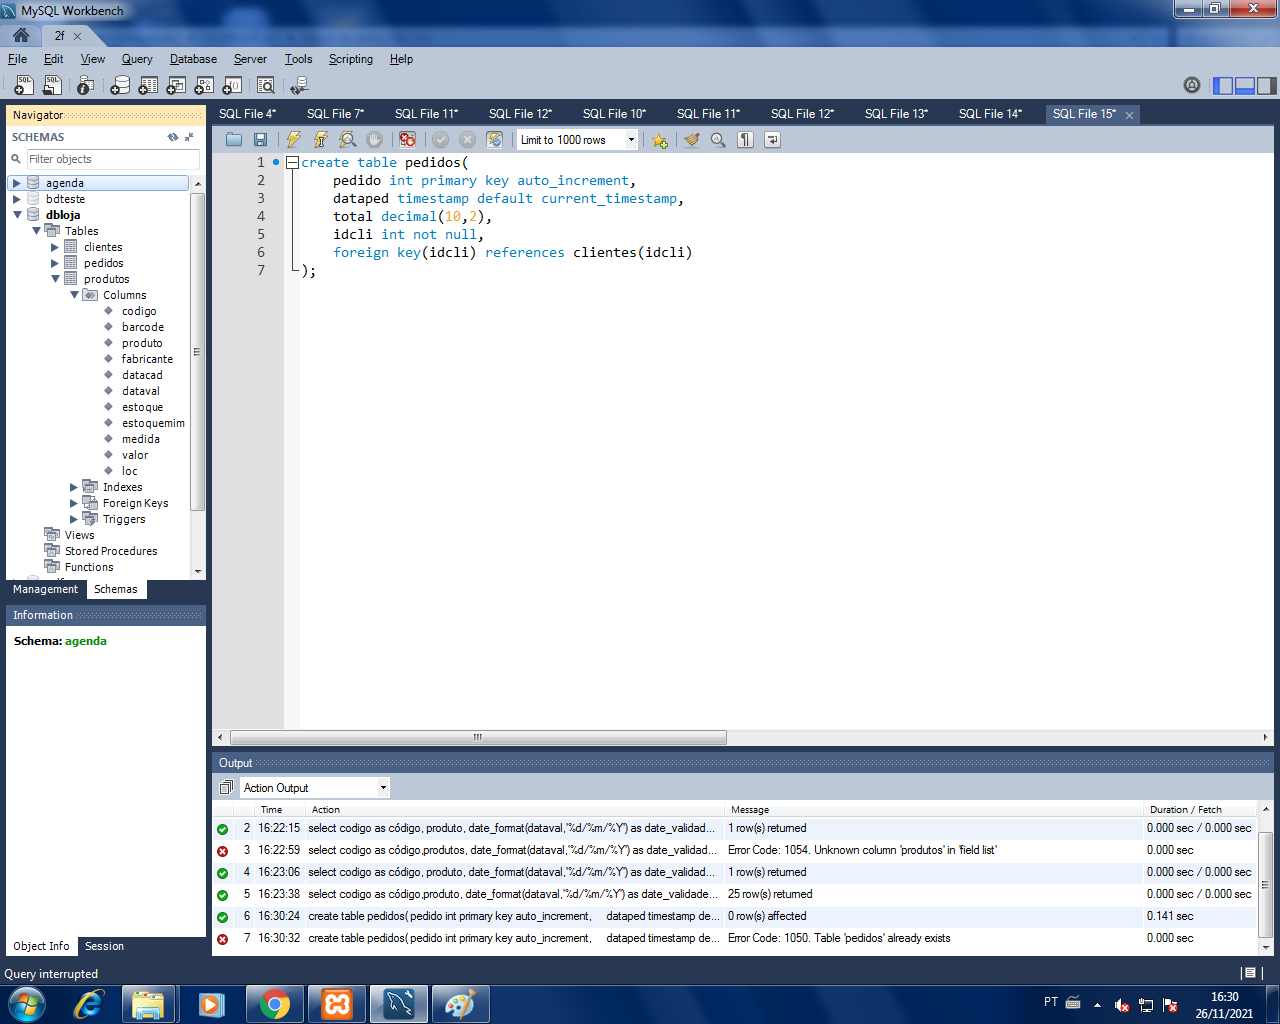 MySQL Workbench
2f
File Edit View Query Database Server Tools Scripting Help
Navigator
SCHEMAS
Filter objects
agenda
bdteste
dbloja
Tables
clientes
pedidos
produtos
Columns
codigo
barcode
produto
fabricante
datacad
dataval
estoque
estoquemim
medida
valor
loc
Indexes
Foreign Keys
Triggers
Views
Stored Procedures
Functions
Management Schemas
Information
Schema: agenda
Object Info Session
SQL File 4* SQL File 7* SQL File 11* SQL File 12* SQL File 10* SQL File 11* SQL File 12* SQL File 13* SQL File 14* SQL File 15*
Limit to 1000 rows
1 create table pedidos(
2 pedido int primary key auto_increment,
3 dataped timestamp default current_timestamp,
4 total decimal(10,2),
5 idcli int not null,
6 foreign key(idcli) references clientes(idcli)
7 );
Output
Action Output
Time Action Message Duration / Fetch
2 16:22:15 select codigo as código, produto, date_format(dataval,'%d/%m/%Y') as date_validad... 1 row(s) returned 0.000 sec / 0.000 sec
3 16:22:59 select codigo as código,produtos, date_format(dataval,'%d/%m/%Y') as date_validad... Error Code: 1054. Unknown column 'produtos' in 'field list' 0.000 sec
4 16:23:06 select codigo as código, produto, date_format(dataval,'%d/%m/%Y') as date_validad... 1 row(s) returned 0.000 sec / 0.000 sec
5 16:23:38 select codigo as código,produto, date_format(dataval,'%d/%m/%Y') as date_validade... 25 row(s) returned 0.000 sec / 0.000 sec
6 16:30:24 create table pedidos( pedido int primary key auto_increment, dataped timestamp de... 0 row(s) affected 0.141 sec
7 16:30:32 create table pedidos( pedido int primary key auto_increment, dataped timestamp de... Error Code: 1050. Table 'pedidos' already exists 0.000 sec
Query interrupted
PT
16:30
26/11/2021